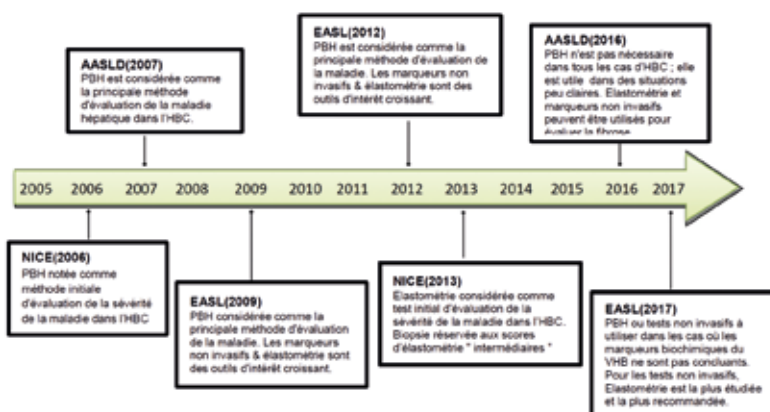 AASLD(2007)
PBH est considérée comme
la principale méthode
d'évaluation de la maladie
hépatique dans l'HBC.
EASL(2012)
PBH est considérée comme la
principale méthode d'évaluation de
la maladie. Les marqueurs non
invasifs & élastométrie sont des
outils d'intérêt croissant.
AASLD(2016)
PBH n'est pas nécessaire
dans tous les cas d'HBC ; elle
est utile dans des situations
peu claires. Elastométrie et
marqueurs non invasifs
peuvent être utilisés pour
évaluer la fibrose
2005 2006 2007 2008 2009 2010 2011 2012 2013 2014 2015 2016 2017
NICE(2006)
PBH notée comme
méthode initiale
d'évaluation de la sévérité
de la maladie dans l'HBC
EASL(2009)
PBH considérée comme la
principale méthode d'évaluation
de la maladie. Les marqueurs
non invasifs & élastométrie sont
des outils d'intérêt croissant.
NICE(2013)
Elastométrie considérée comme
test initial d'évaluation de la
sévérité de la maladie dans l'HBC.
Biopsie réservée aux scores
d'élastométrie " intermédiaires "
EASL(2017)
PBH ou tests non invasifs à
utiliser dans les cas où les
marqueurs biochimiques du
VHB ne sont pas concluants.
Pour les tests non invasifs,
Elastométrie est la plus étudiée
et la plus recommandée.